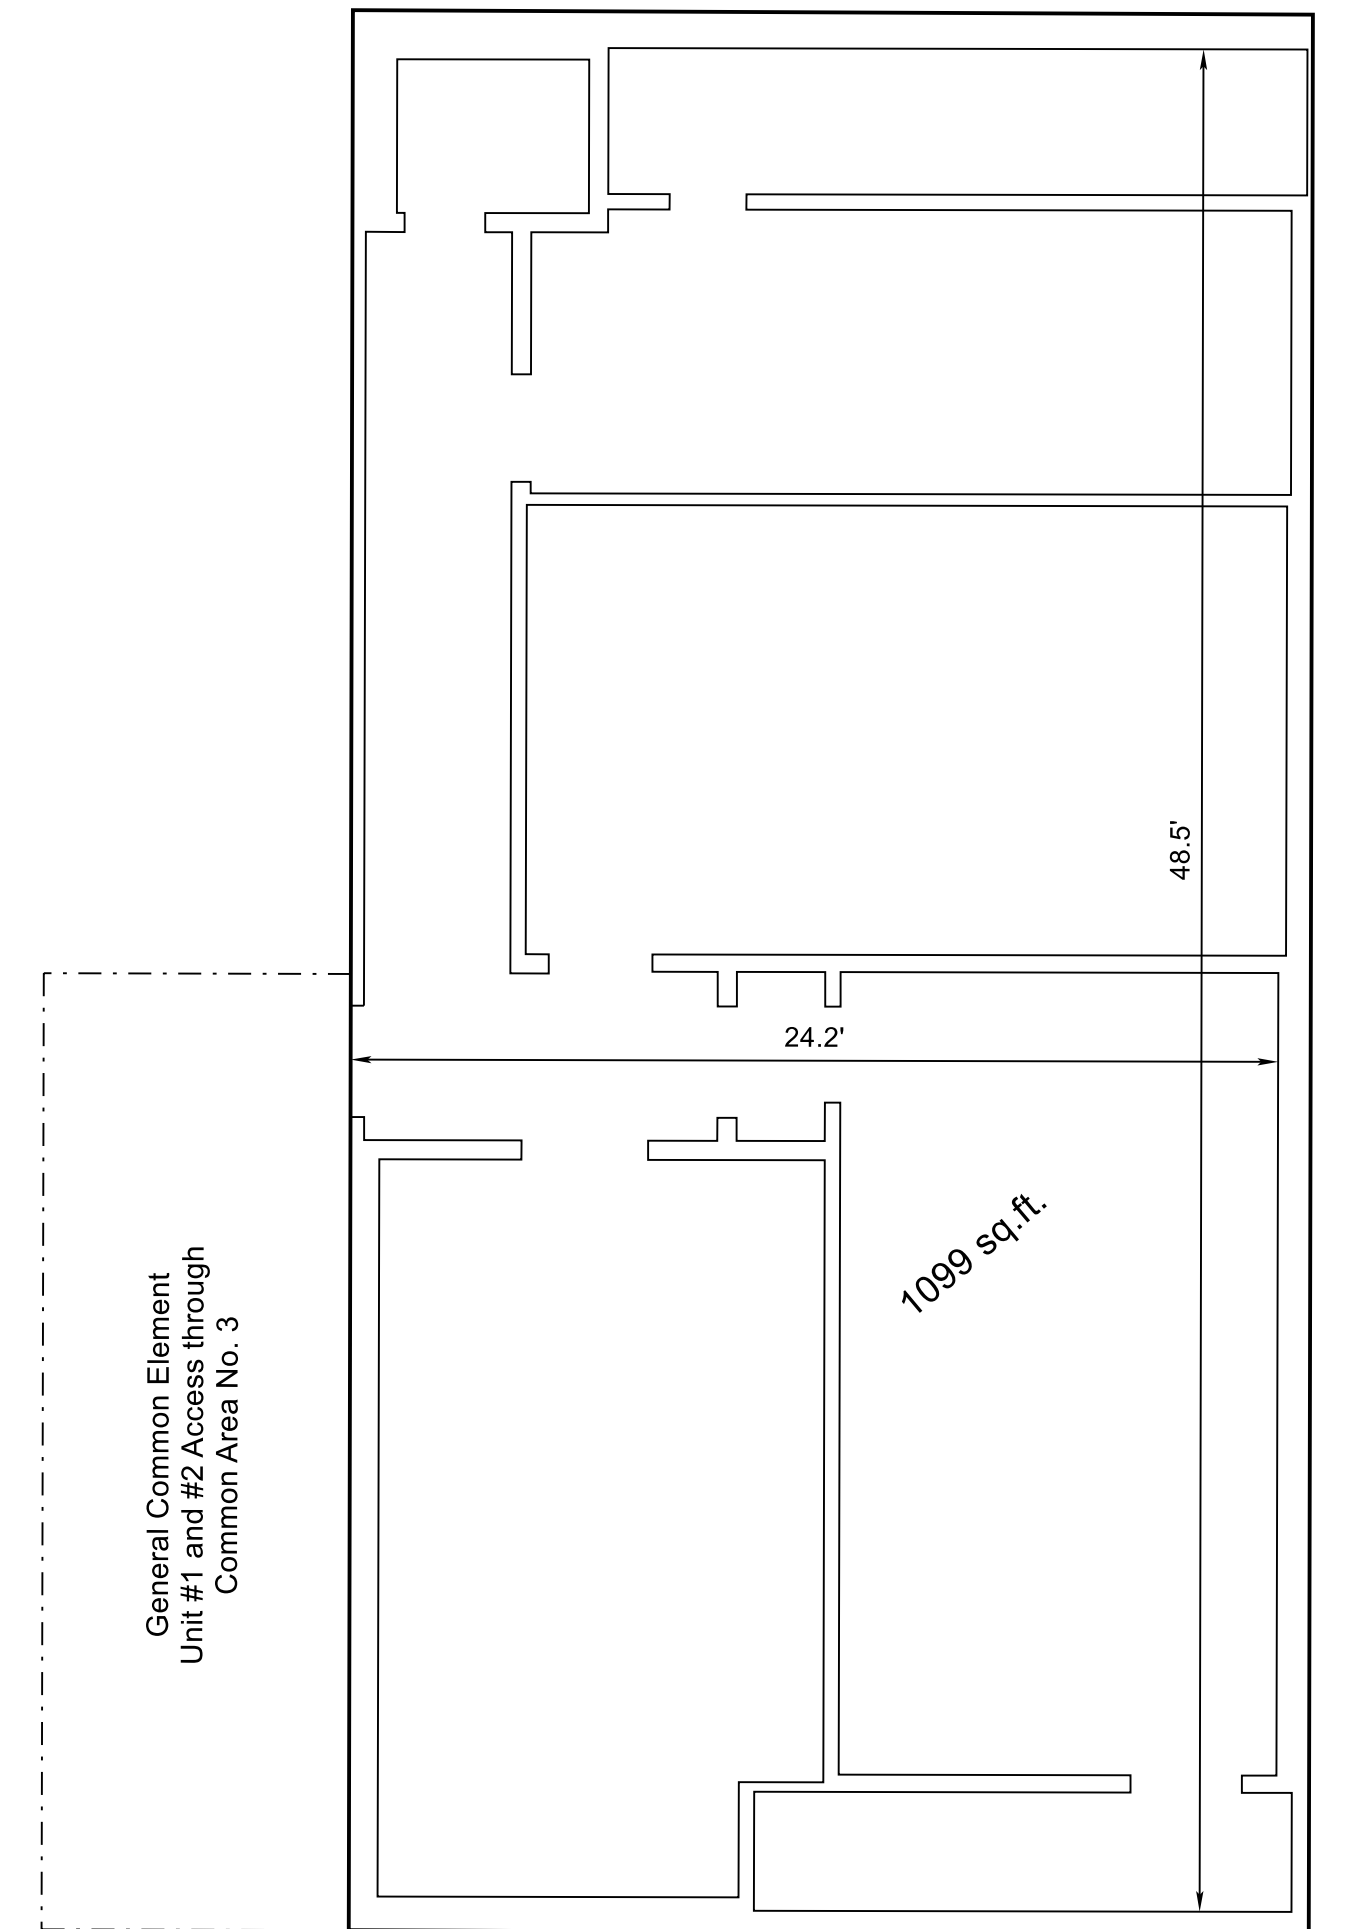 48.5'
24.2'
1099 sq.ft.
General Common Element
Unit #1 and #2 Access through
Common Area No. 3